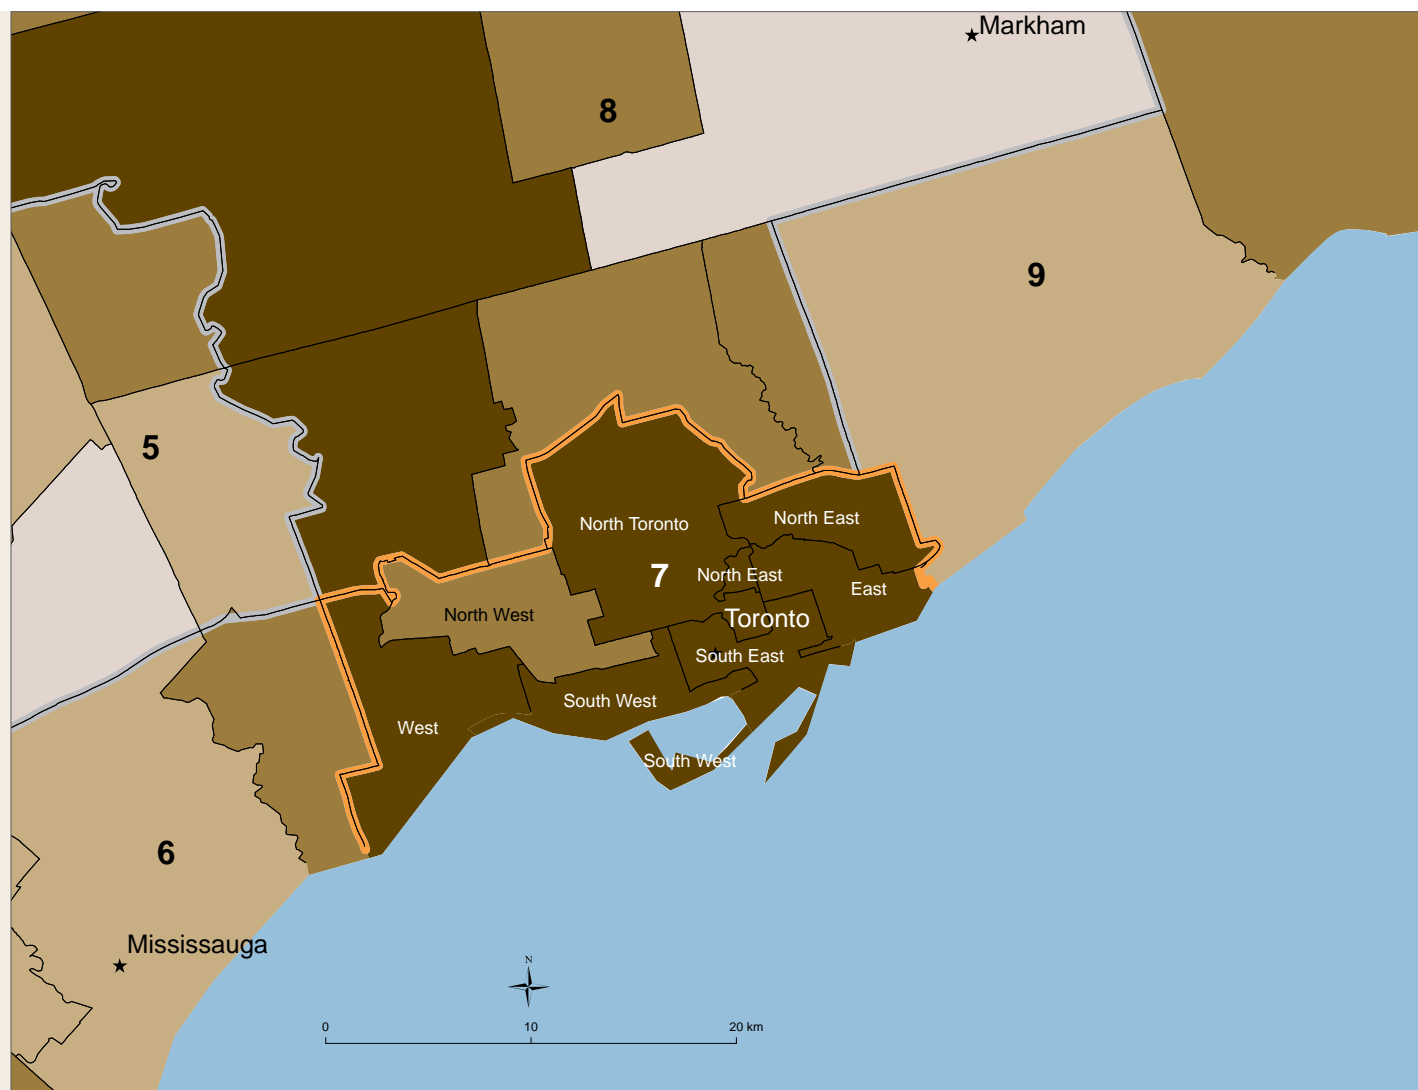 Markham
8
9
5
North Toronto
North East
7
North East
East
North West
Toronto
South East
South West
West
South West
6
Mississauga
N
0 10 20 km